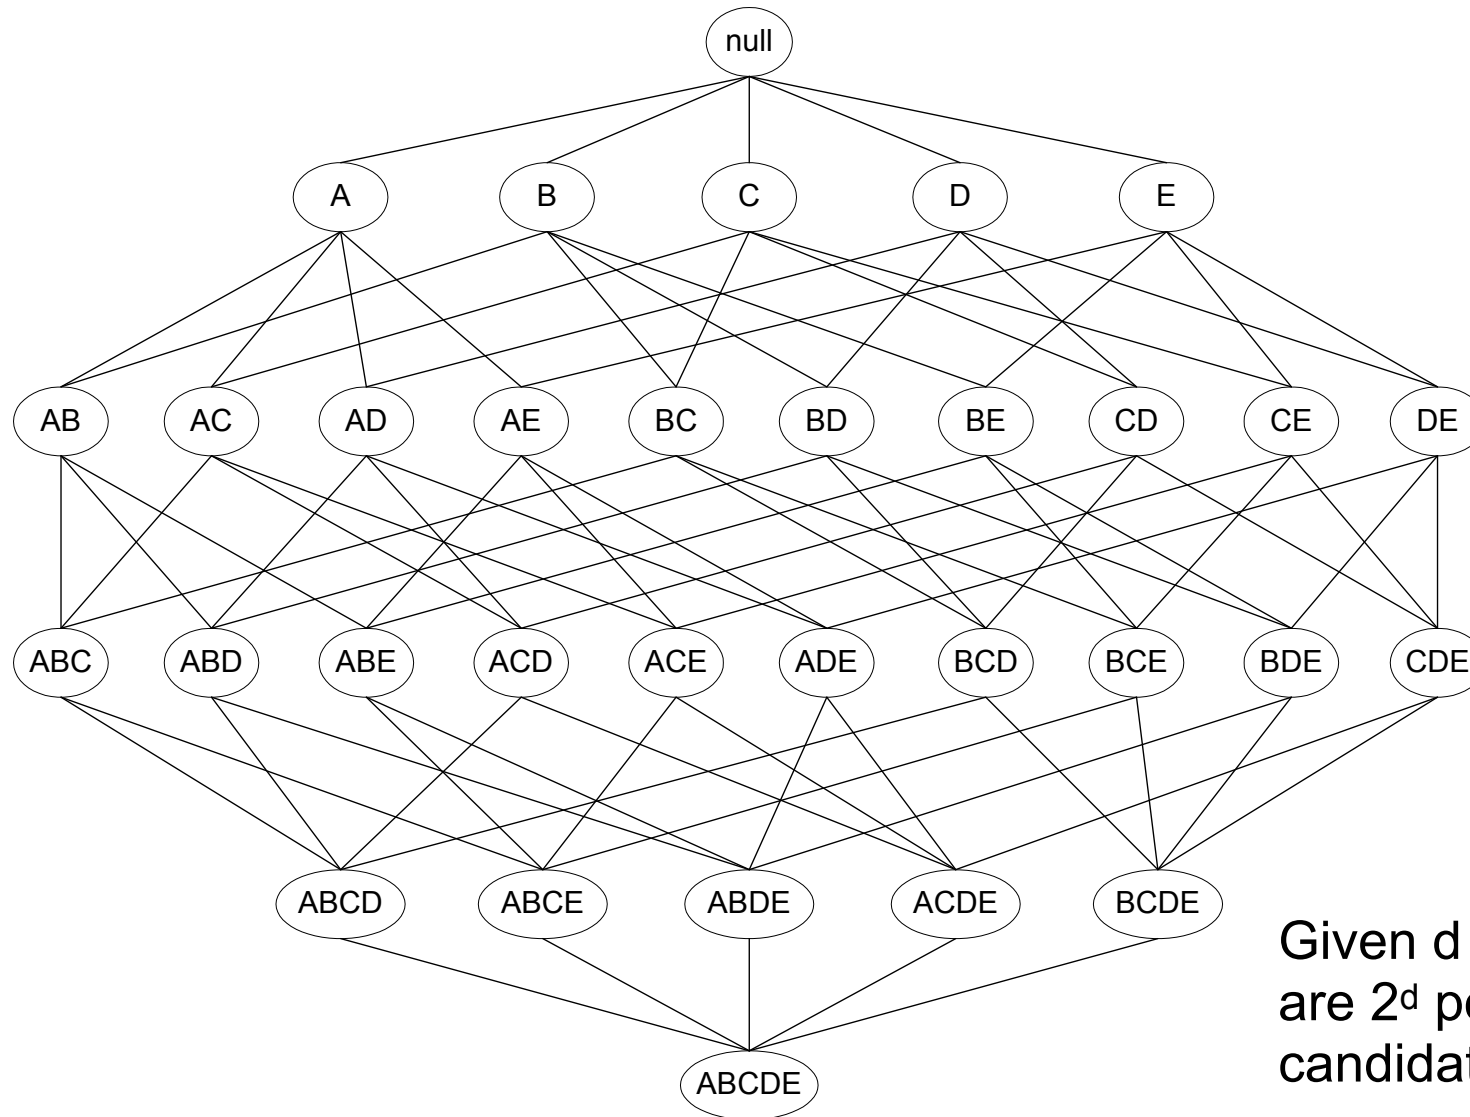 null
A B C D E
AB AC AD AE BC BD BE CD CE DE
ABC ABD ABE ACD ACE ADE BCD BCE BDE CDE
ABCD ABCE ABDE ACDE BCDE
Given d
are 2ᵈ
ABCDE